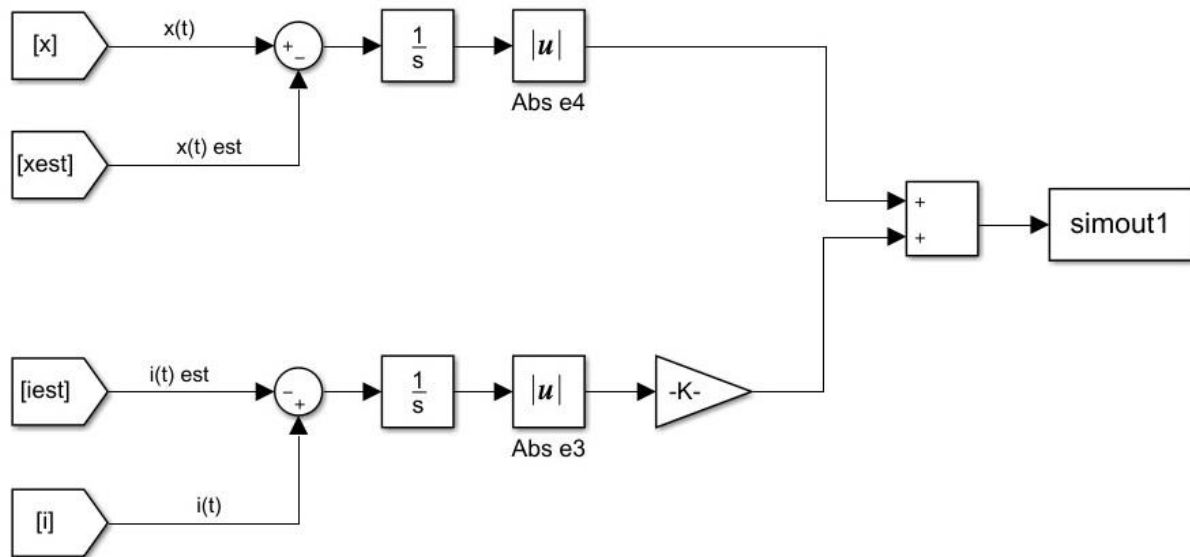 [x]
x(t)
+
−
1
s
|u|
Abs e4
[xest]
x(t) est
+
+
simout1
[iest]
i(t) est
−
+
1
s
|u|
-K-
Abs e3
[i]
i(t)